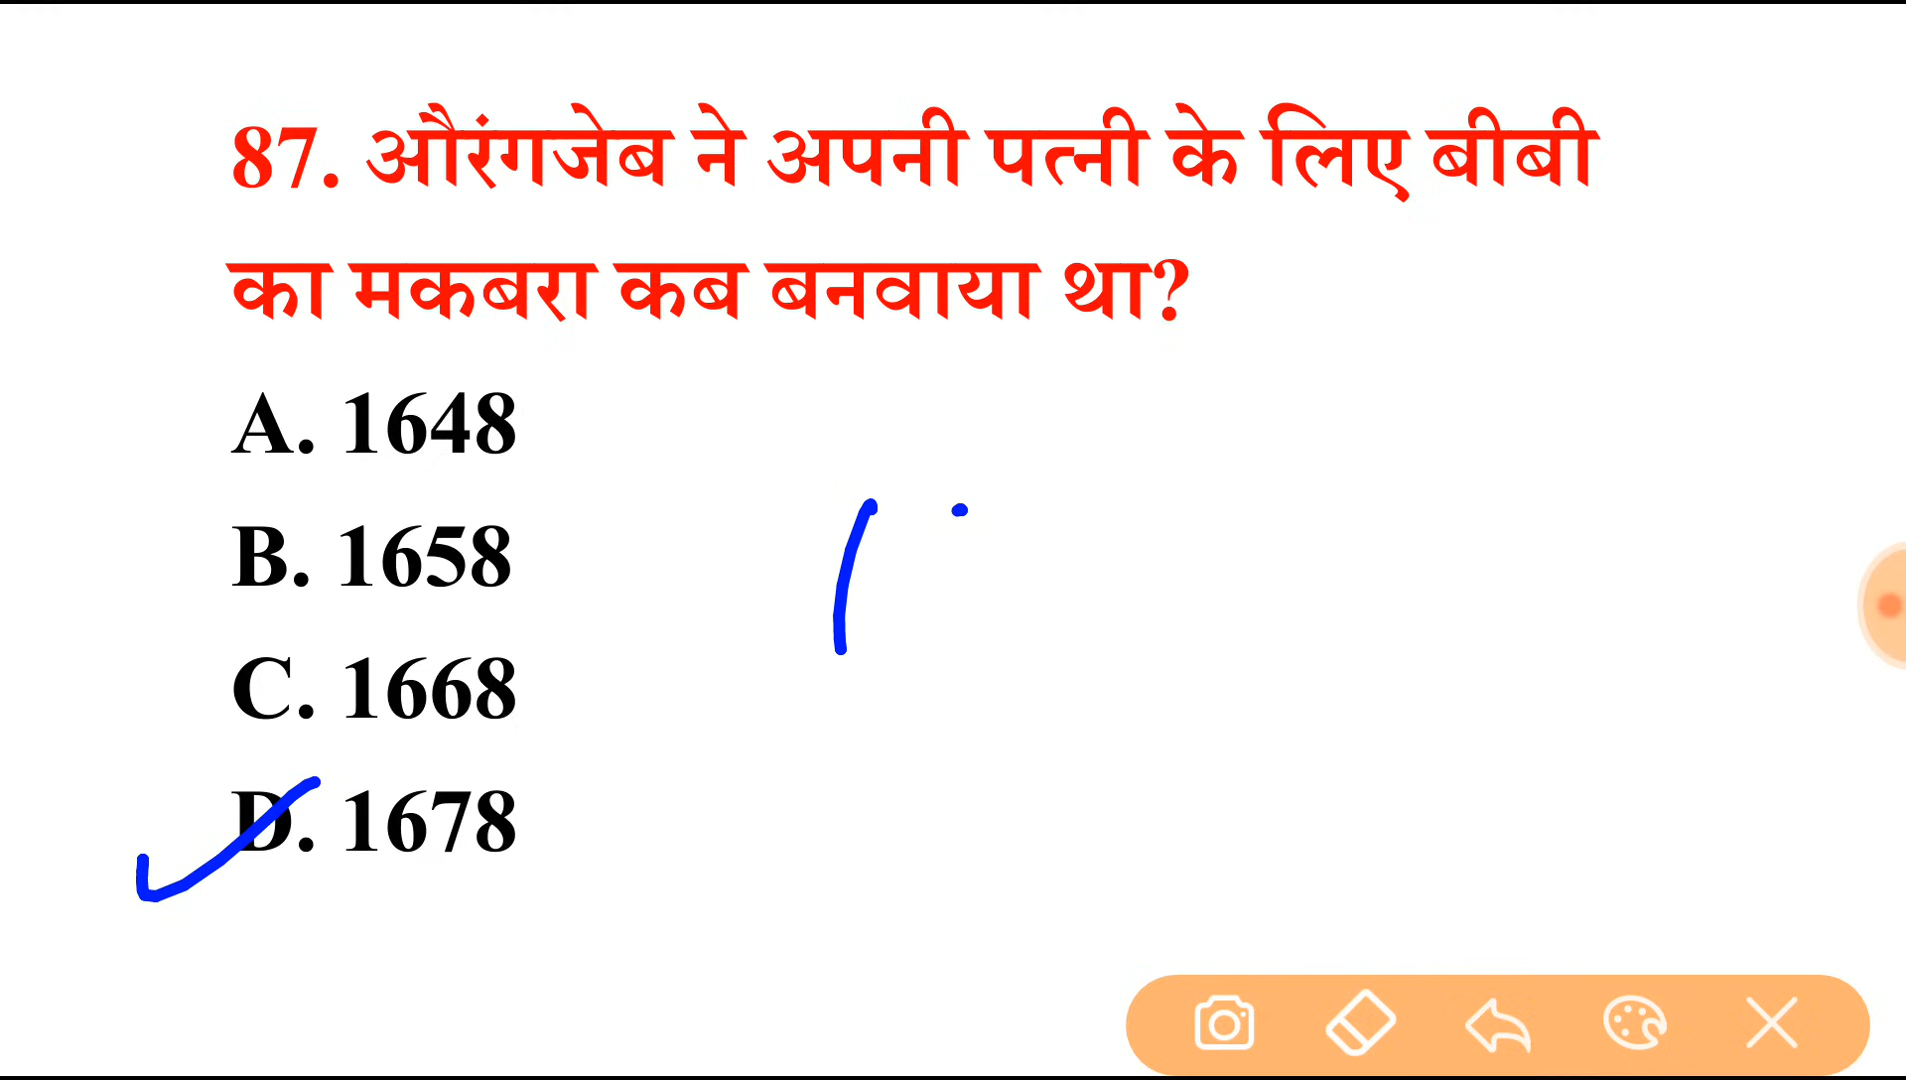 87. औरंगजेब ने अपनी पत्नी के लिए बीबी
का मकबरा कब बनवाया था?
A. 1648
B. 1658
C. 1668
D. 1678